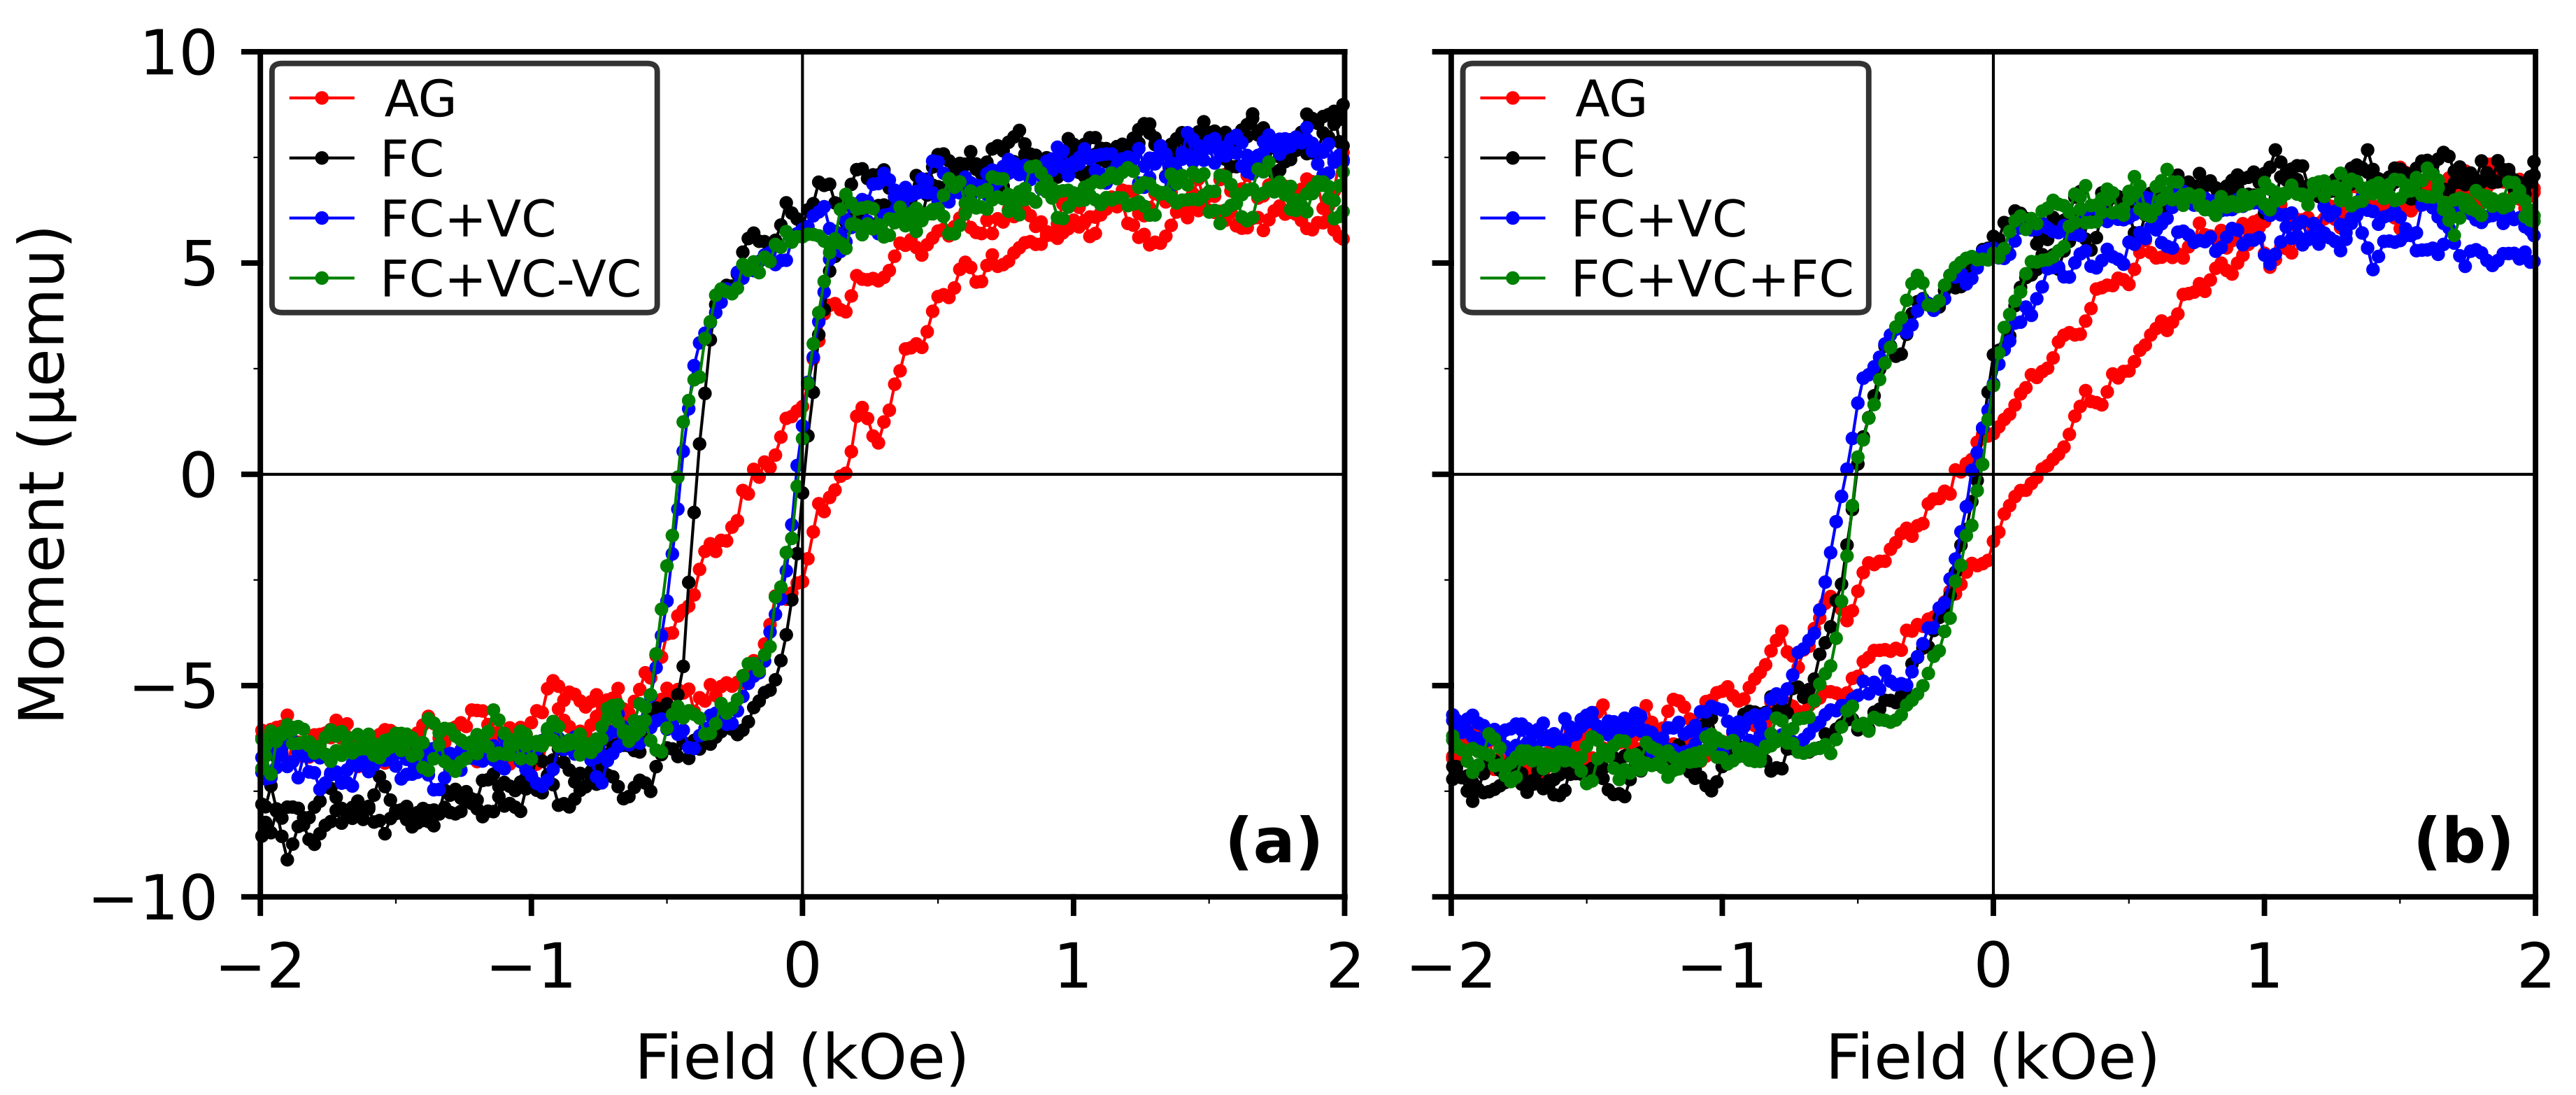 10
5
0
−5
−10
Moment (μemu)
AG
FC
FC+VC
FC+VC-VC
(a)
−2
−1
0
1
2
Field (kOe)
AG
FC
FC+VC
FC+VC+FC
(b)
−2
−1
0
1
2
Field (kOe)